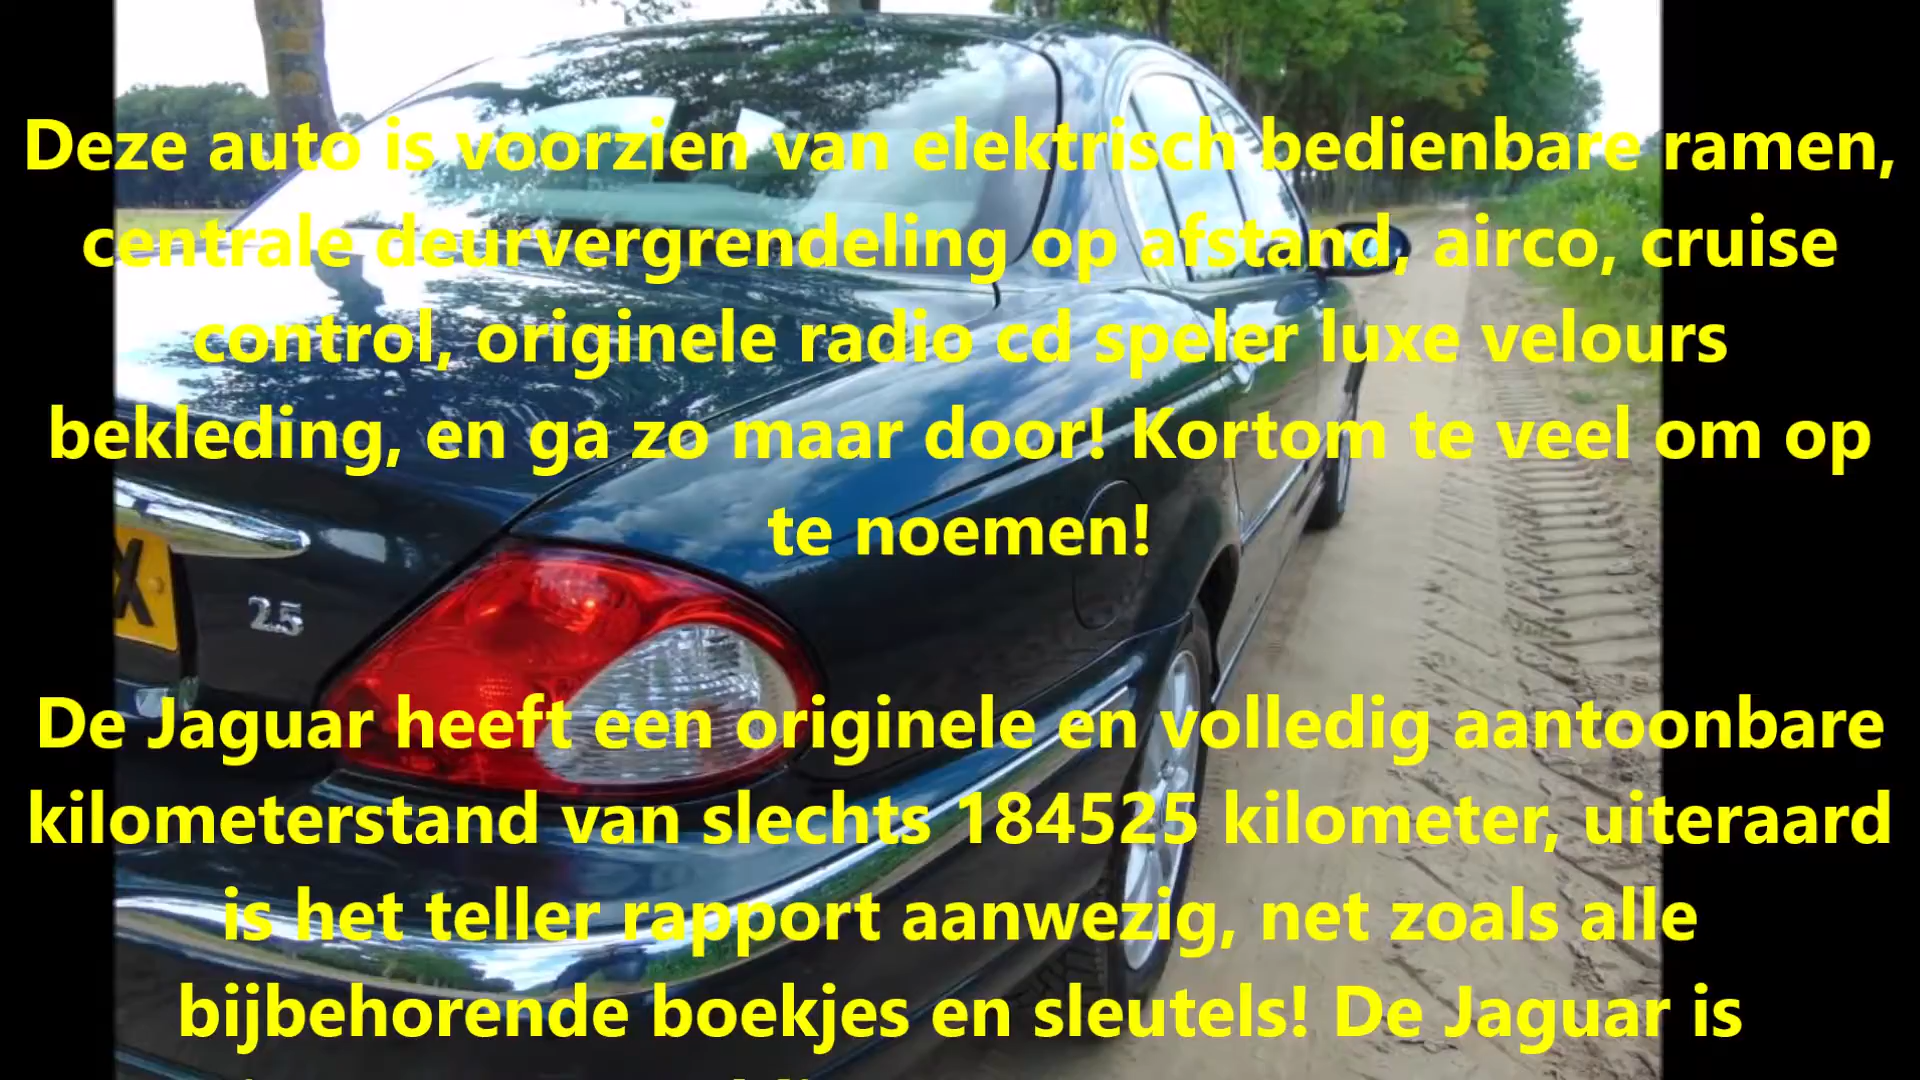 Deze auto is voorzien van elektrisch bedienbare ramen,
centrale deurvergrendeling op afstand, airco, cruise
control, originele radio cd speler luxe velours
bekleding, en ga zo maar door! Kortom te veel om op
te noemen!
X
2.5
De Jaguar heeft een originele en volledig aantoonbare
kilometerstand van slechts 184525 kilometer, uiteraard
is het teller rapport aanwezig, net zoals alle
bijbehorende boekjes en sleutels! De Jaguar is